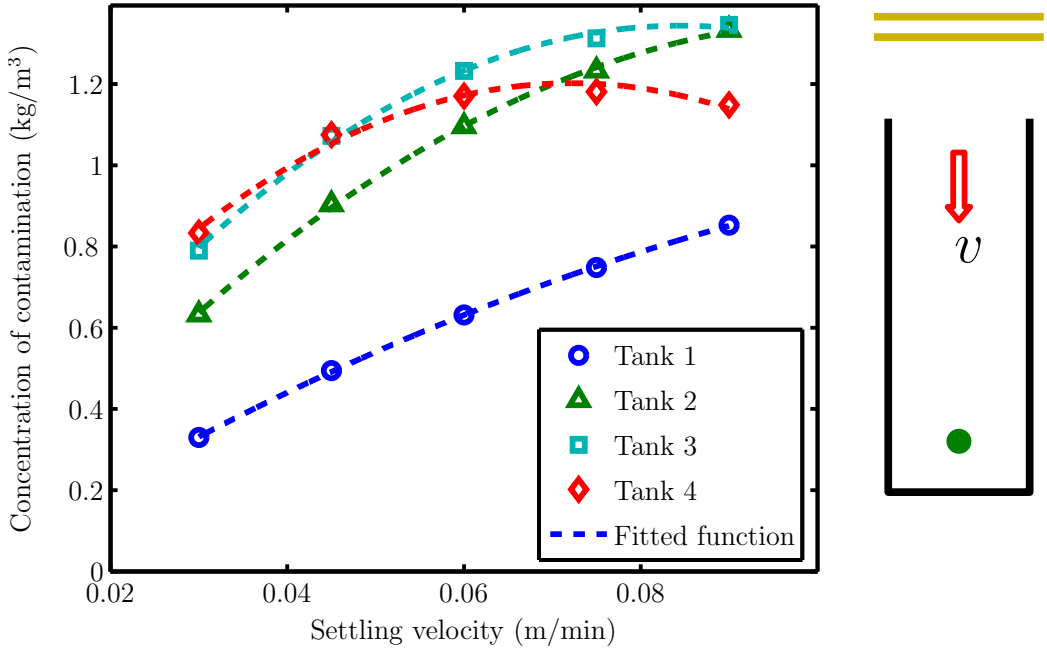 Concentration of contamination (kg/m³)
1.2
1
0.8
0.6
0.4
0.2
0
0.02
0.04
0.06
0.08
Settling velocity (m/min)
Tank 1
Tank 2
Tank 3
Tank 4
Fitted function
v